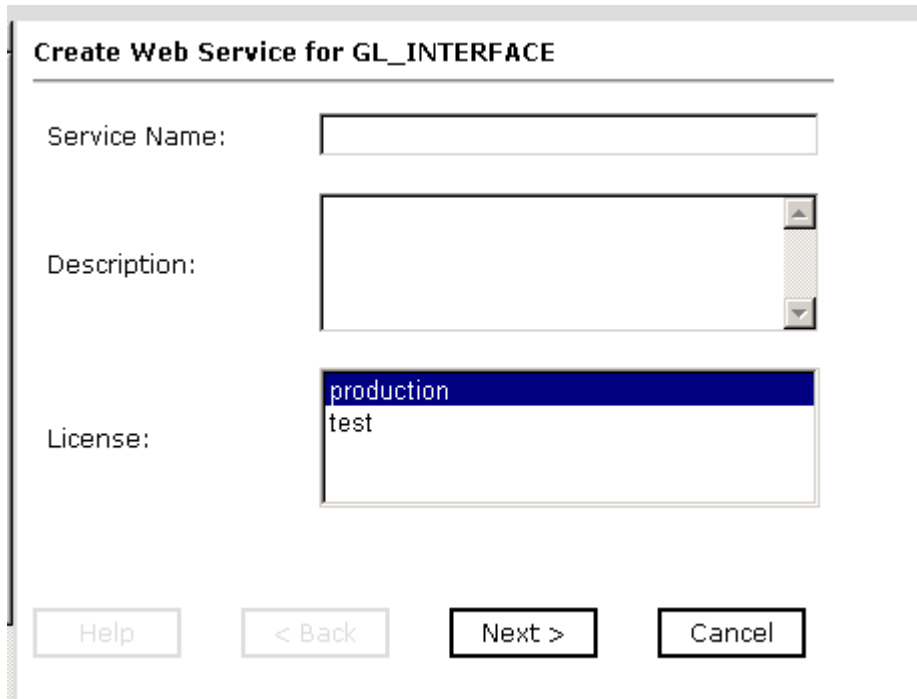 Create Web Service for GL_INTERFACE
Service Name:
Description:
production
test
License:
Help
< Back
Next >
Cancel